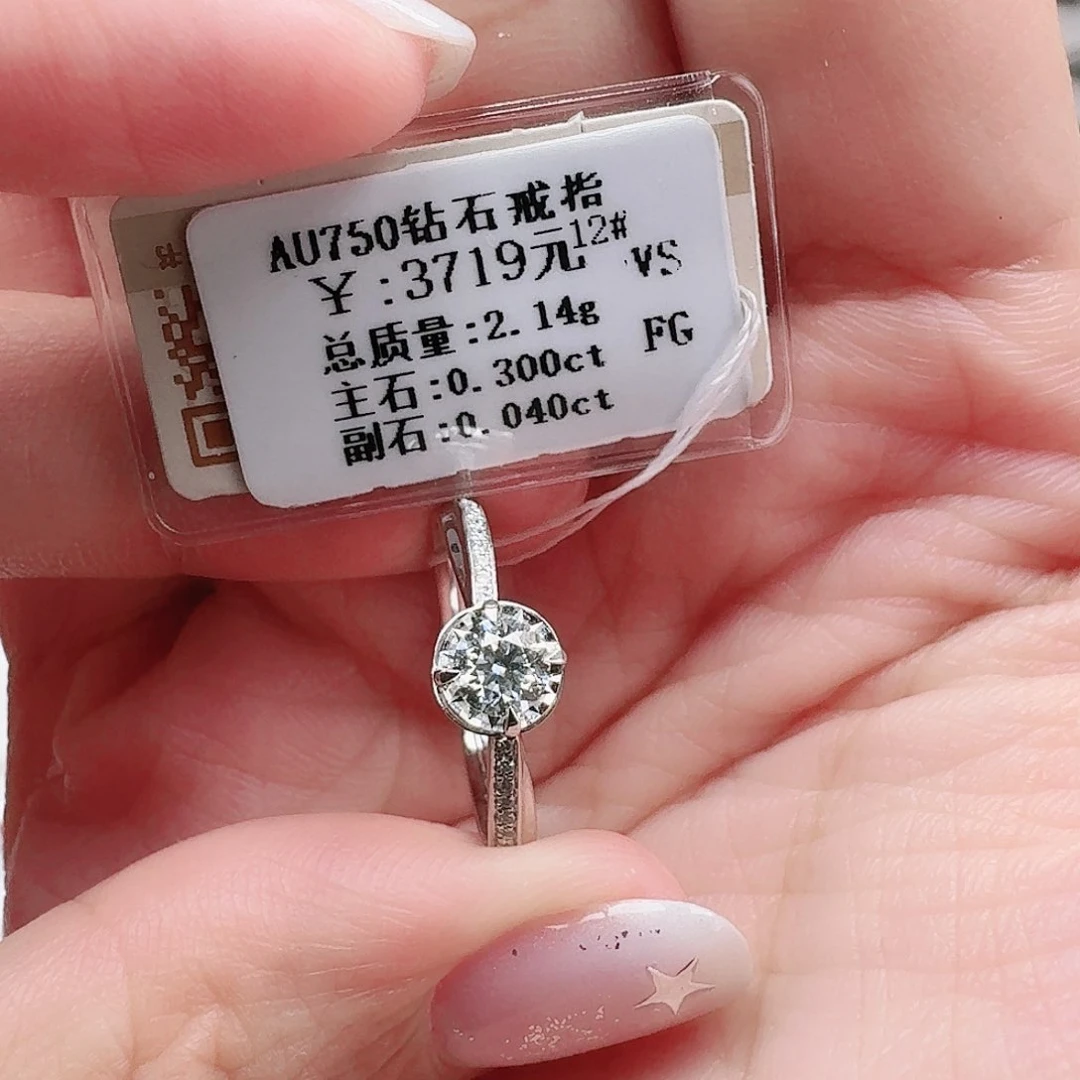 AU750钻石戒指
¥:3719元12#
VS
总质量:2.14g
FG
主石:0.300ct
副石:0.040ct